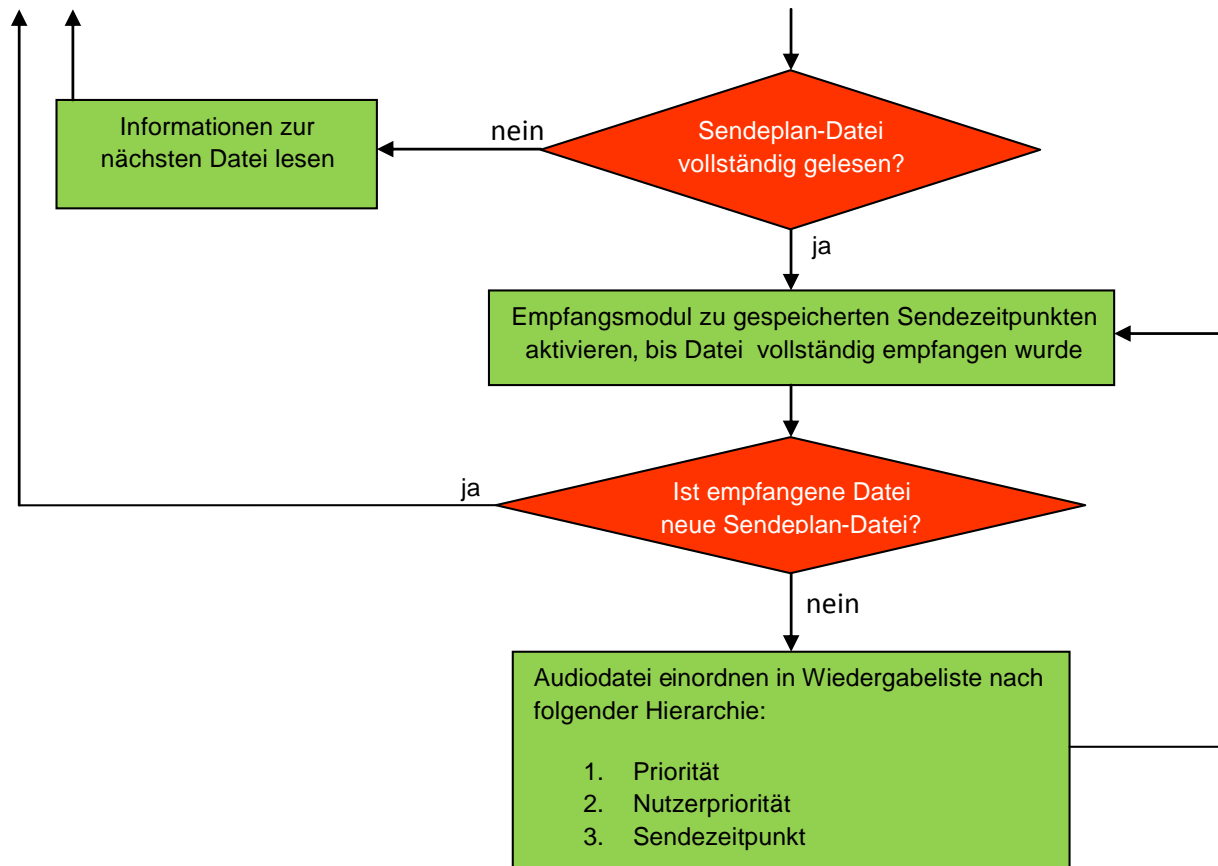 Informationen zur
nächsten Datei lesen
nein
Sendeplan-Datei
vollständig gelesen?
ja
Empfangsmodul zu gespeicherten Sendezeitpunkten
aktivieren, bis Datei vollständig empfangen wurde
ja
Ist empfangene Datei
neue Sendeplan-Datei?
nein
Audiodatei einordnen in Wiedergabeliste nach
folgender Hierarchie:
1. Priorität
2. Nutzerpriorität
3. Sendezeitpunkt